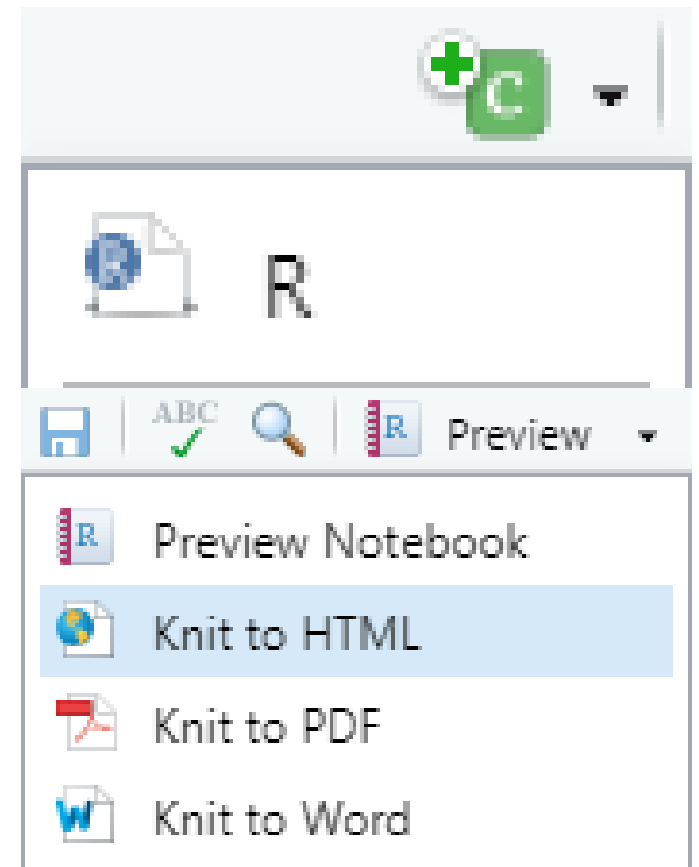 C
R R
ABC R Preview
R Preview Notebook
Knit to HTML
Knit to PDF
W Knit to Word